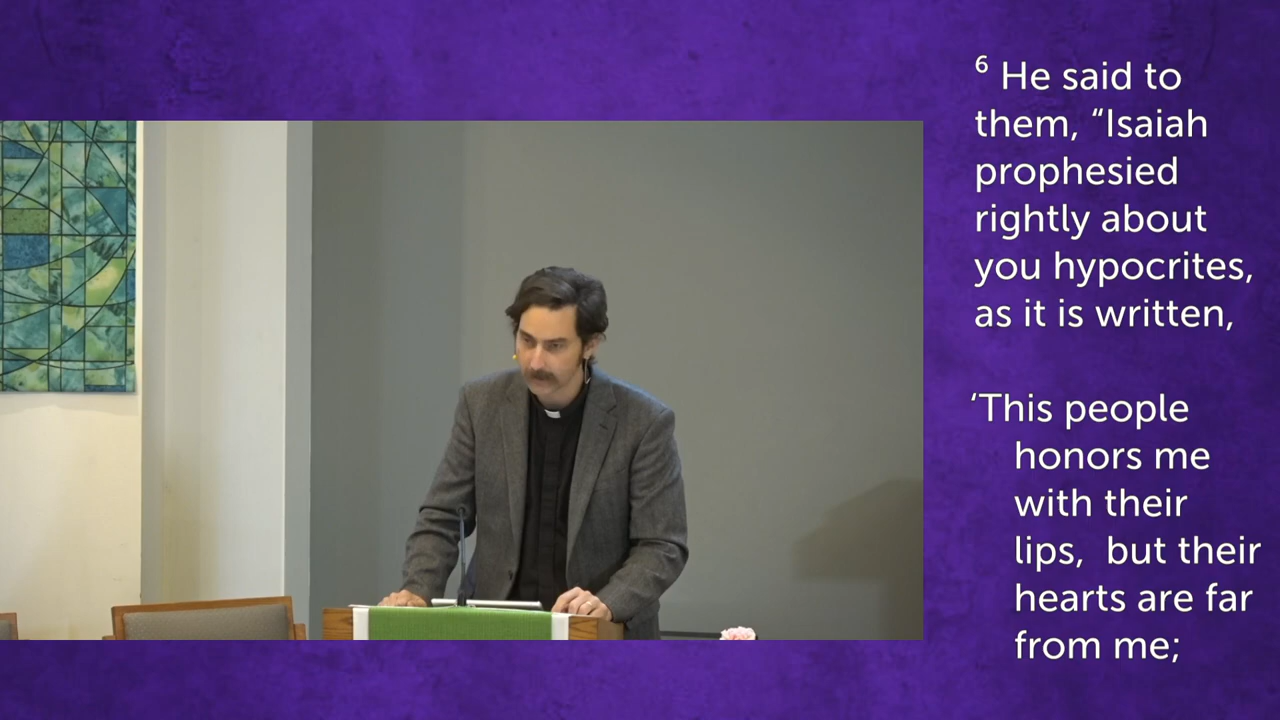 ⁶ He said to
them, “Isaiah
prophesied
rightly about
you hypocrites,
as it is written,
‘This people
honors me
with their
lips,  but their
hearts are far
from me;